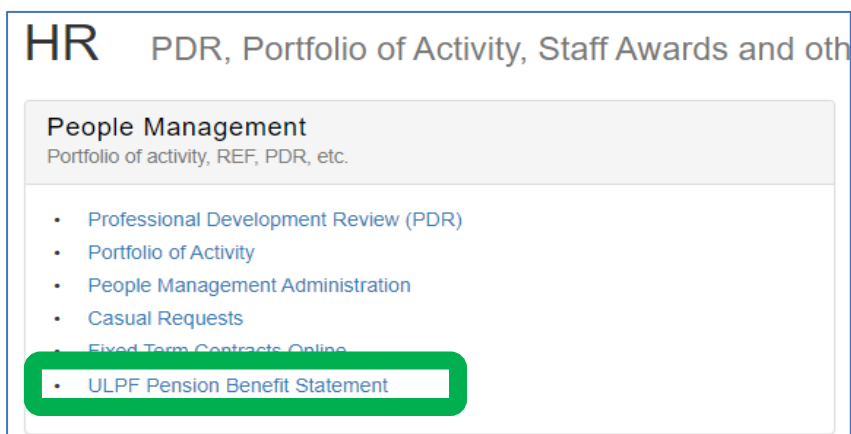 HR PDR, Portfolio of Activity, Staff Awards and oth
People Management
Portfolio of activity, REF, PDR, etc.
• Professional Development Review (PDR)
• Portfolio of Activity
• People Management Administration
• Casual Requests
• Fixed Term Contracts Online
• ULPF Pension Benefit Statement